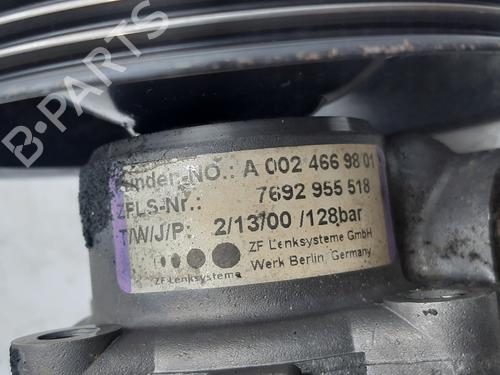 B-PARTS
Kunden-NO.: A 002 466 98 01
ZFLS-Nr.: 7692 955 518
T/W/J/P: 2/13/00 /128bar
ZF Lenksysteme GmbH
Werk Berlin, Germany
ZF Lenksysteme